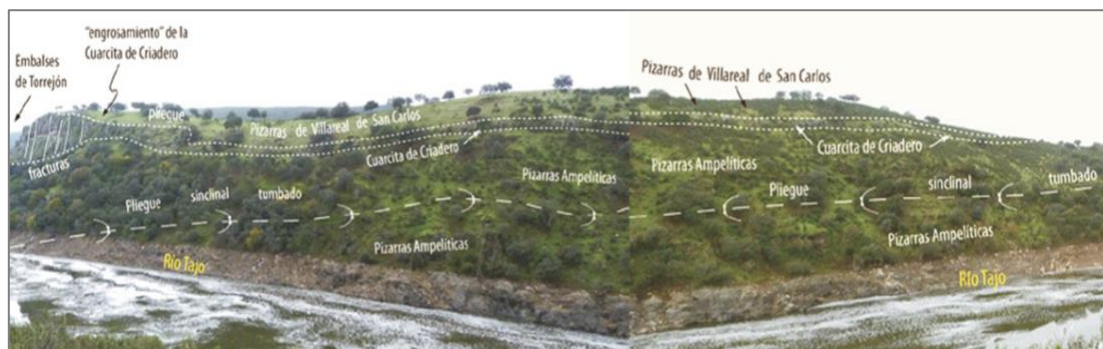 "engrosamiento" de la
Cuarcita de Criadero
Embalses
de Torrejón
fracturas
pliegue
Pizarras de Villareal de San Carlos
Cuarcita de Criadero
Pizarras Ampelíticas
Pliegue sinclinal tumbado
Pizarras Ampelíticas
Río Tajo
Pizarras de Villareal de San Carlos
Cuarcita de Criadero
Pizarras Ampelíticas
Pliegue sinclinal tumbado
Pizarras Ampelíticas
Río Tajo